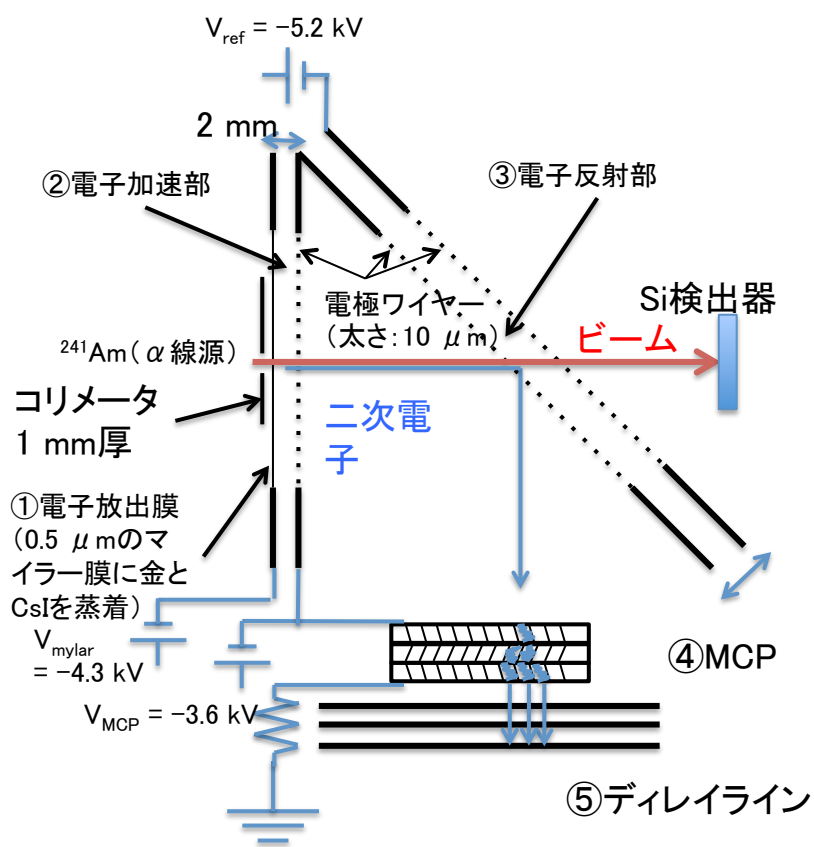 V_ref = −5.2 kV
2 mm
②電子加速部
③電子反射部
電極ワイヤー
(太さ: 10 μm)
Si検出器
ビーム
²⁴¹Am(α線源)
コリメータ
1 mm厚
二次電
子
①電子放出膜
(0.5 μmのマ
イラー膜に金と
CsIを蒸着)
V_mylar
= −4.3 kV
④MCP
V_MCP = −3.6 kV
⑤ディレイライン